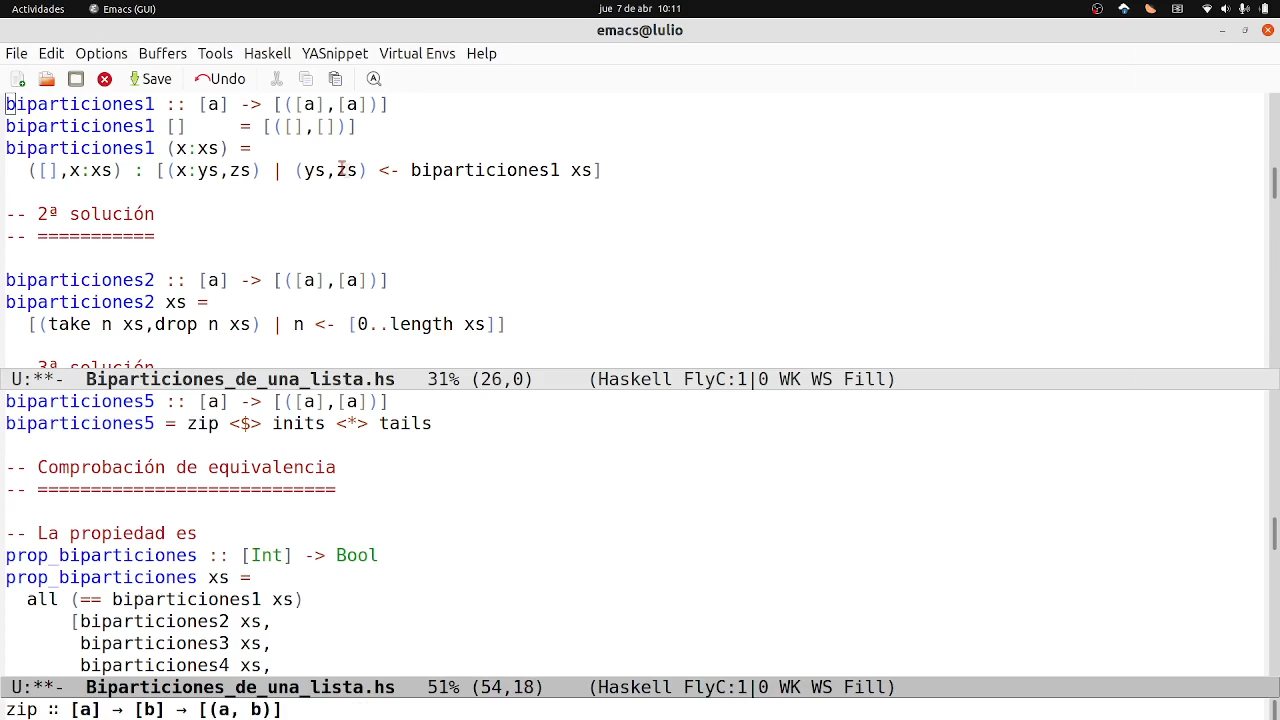 Actividades Emacs (GUI) jue 7 de abr 10:11
emacs@lulio
File Edit Options Buffers Tools Haskell YASnippet Virtual Envs Help
Save Undo
biparticiones1 :: [a] -> [([a],[a])]
biparticiones1 []     = [([],[])]
biparticiones1 (x:xs) =
  ([],x:xs) : [(x:ys,zs) | (ys,zs) <- biparticiones1 xs]
-- 2ª solución
-- ===========
biparticiones2 :: [a] -> [([a],[a])]
biparticiones2 xs =
  [(take n xs,drop n xs) | n <- [0..length xs]]
-- 3ª solución
U:**-  Biparticiones_de_una_lista.hs   31% (26,0)     (Haskell FlyC:1|0 WK WS Fill)
biparticiones5 :: [a] -> [([a],[a])]
biparticiones5 = zip <$> inits <*> tails
-- Comprobación de equivalencia
-- ============================
-- La propiedad es
prop_biparticiones :: [Int] -> Bool
prop_biparticiones xs =
  all (== biparticiones1 xs)
      [biparticiones2 xs,
       biparticiones3 xs,
       biparticiones4 xs,
U:**-  Biparticiones_de_una_lista.hs   51% (54,18)    (Haskell FlyC:1|0 WK WS Fill)
zip ∷ [a] → [b] → [(a, b)]